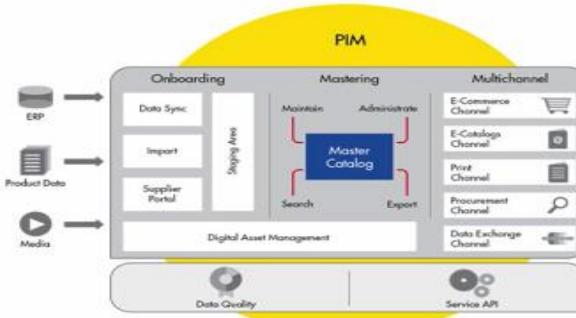 PIM
Onboarding
Mastering
Multichannel
ERP
Product Data
Media
Data Sync
Import
Supplier
Portal
Staging Area
Maintain
Administrate
Master
Catalog
Search
Export
Digital Asset Management
E-Commerce
Channel
E-Catalogs
Channel
Print
Channel
Procurement
Channel
Data Exchange
Channel
Data Quality
Service API